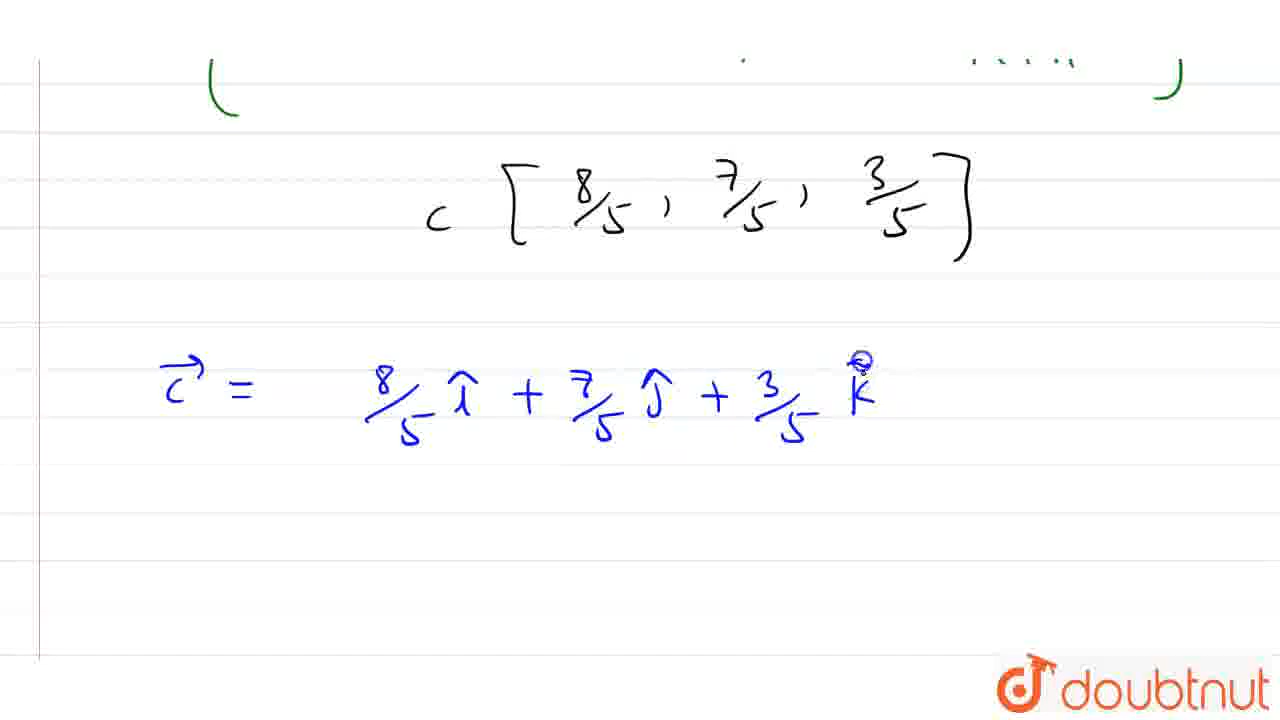 c [ 8/5 , 7/5 , 3/5 ]
c⃗ = 8/5 î + 7/5 ĵ + 3/5 k̂
doubtnut